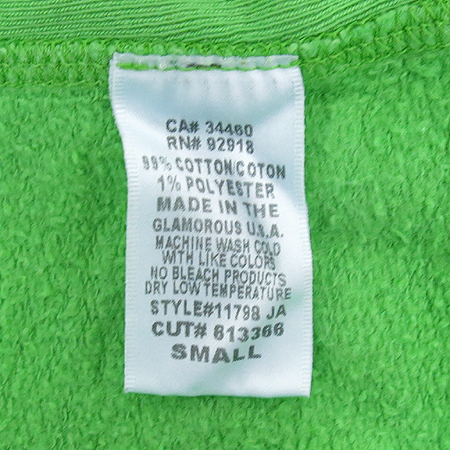 CA# 34460
RN# 92918
99% COTTON/COTON
1% POLYESTER
MADE IN THE
GLAMOROUS U.S.A.
MACHINE WASH COLD
WITH LIKE COLORS
NO BLEACH PRODUCTS
DRY LOW TEMPERATURE
STYLE#11798 JA
CUT# 613366
SMALL